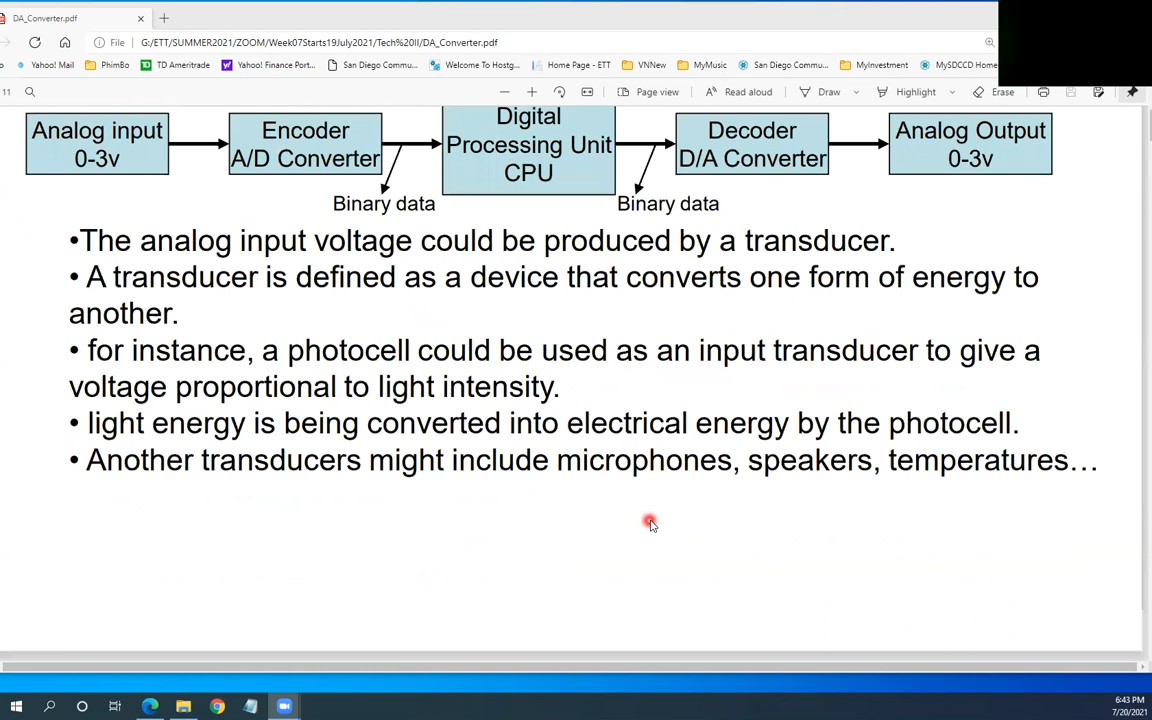 DA_Converter.pdf
File
G:/ETT/SUMMER2021/ZOOM/Week07Starts19July2021/Tech%20II/DA_Converter.pdf
Yahoo! Mail PhimBo TD Ameritrade Yahoo! Finance Port... San Diego Commu... Welcome To Hostg... Home Page - ETT VNNew MyMusic San Diego Commu... MyInvestment MySDCCD Hom
11 Page view Read aloud Draw Highlight Erase
Analog input
0-3v
Encoder
A/D Converter
Digital
Processing Unit
CPU
Decoder
D/A Converter
Analog Output
0-3v
Binary data
Binary data
•The analog input voltage could be produced by a transducer.
• A transducer is defined as a device that converts one form of energy to
another.
• for instance, a photocell could be used as an input transducer to give a
voltage proportional to light intensity.
• light energy is being converted into electrical energy by the photocell.
• Another transducers might include microphones, speakers, temperatures…
6:43 PM
7/20/2021